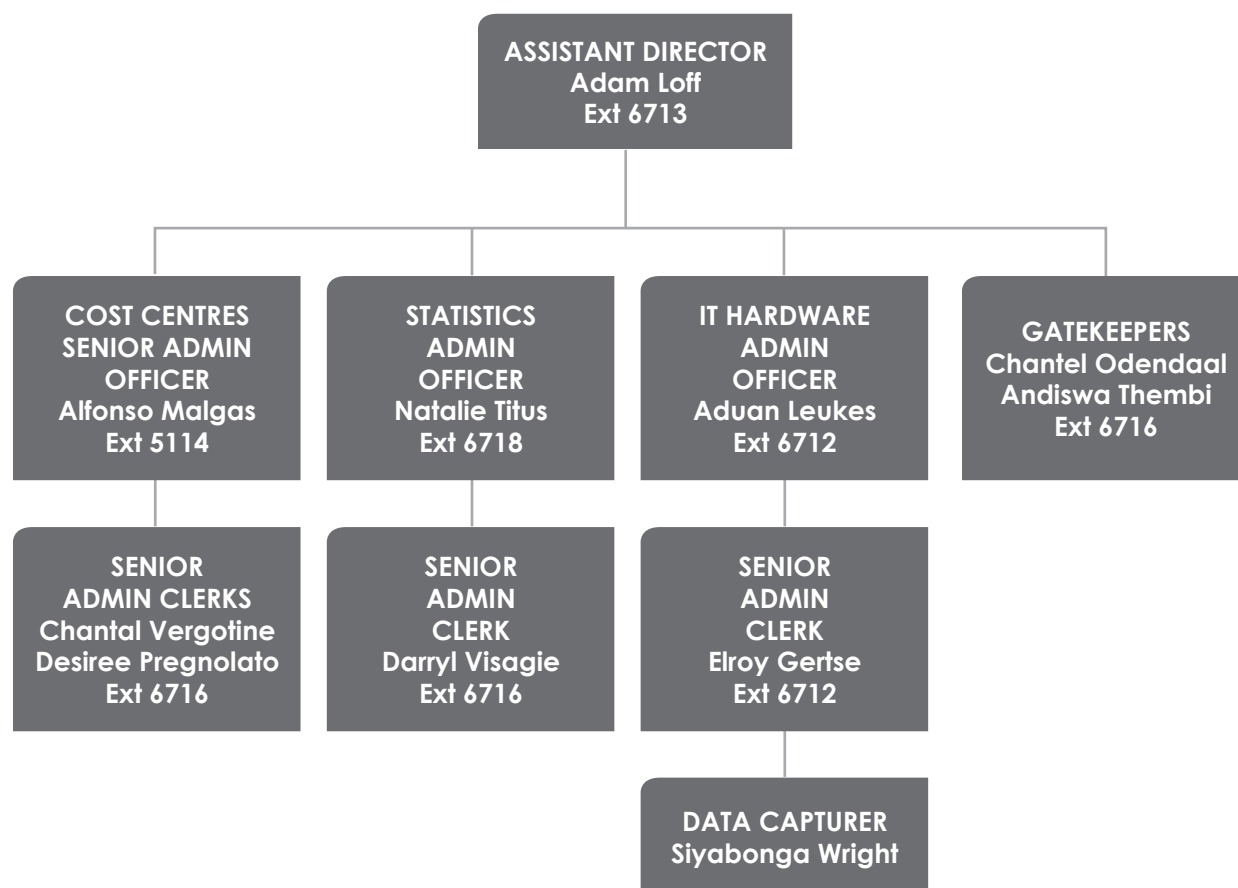 ASSISTANT DIRECTOR
Adam Loff
Ext 6713
COST CENTRES
SENIOR ADMIN
OFFICER
Alfonso Malgas
Ext 5114
STATISTICS
ADMIN
OFFICER
Natalie Titus
Ext 6718
IT HARDWARE
ADMIN
OFFICER
Aduan Leukes
Ext 6712
GATEKEEPERS
Chantel Odendaal
Andiswa Thembi
Ext 6716
SENIOR
ADMIN CLERKS
Chantal Vergotine
Desiree Pregnolato
Ext 6716
SENIOR
ADMIN
CLERK
Darryl Visagie
Ext 6716
SENIOR
ADMIN
CLERK
Elroy Gertse
Ext 6712
DATA CAPTURER
Siyabonga Wright